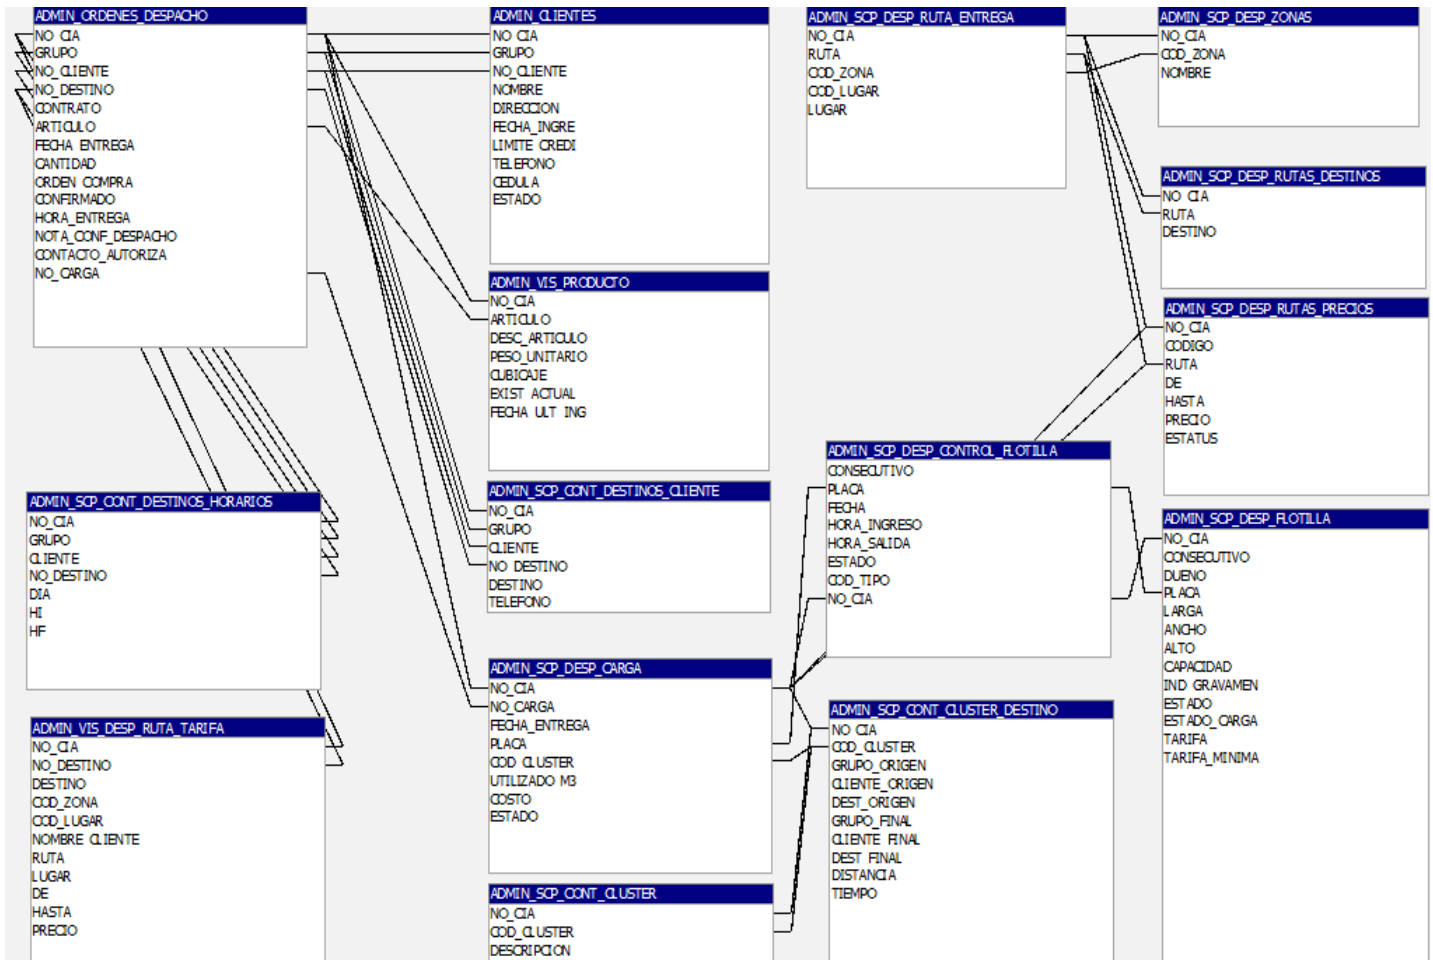 ADMIN_ORDENES_DESPACHO
NO_CIA
GRUPO
NO_CLIENTE
NO_DESTINO
CONTRATO
ARTICULO
FECHA_ENTREGA
CANTIDAD
ORDEN_COMPRA
CONFIRMADO
HORA_ENTREGA
NOTA_CONF_DESPACHO
CONTACTO_AUTORIZA
NO_CARGA
ADMIN_SCP_CONT_DESTINOS_HORARIOS
NO_CIA
GRUPO
CLIENTE
NO_DESTINO
DIA
HI
HF
ADMIN_VIS_DESP_RUTA_TARIFA
NO_CIA
NO_DESTINO
DESTINO
COD_ZONA
COD_LUGAR
NOMBRE_CLIENTE
RUTA
LUGAR
DE
HASTA
PRECIO
ADMIN_CLIENTES
NO_CIA
GRUPO
NO_CLIENTE
NOMBRE
DIRECCION
FECHA_INGRE
LIMITE_CREDI
TELEFONO
CEDULA
ESTADO
ADMIN_VIS_PRODUCTO
NO_CIA
ARTICULO
DESC_ARTICULO
PESO_UNITARIO
CUBICAJE
EXIST_ACTUAL
FECHA_ULT_ING
ADMIN_SCP_CONT_DESTINOS_CLIENTE
NO_CIA
GRUPO
CLIENTE
NO_DESTINO
DESTINO
TELEFONO
ADMIN_SCP_DESP_CARGA
NO_CIA
NO_CARGA
FECHA_ENTREGA
PLACA
COD_CLUSTER
UTILIZADO_M3
COSTO
ESTADO
ADMIN_SCP_CONT_CLUSTER
NO_CIA
COD_CLUSTER
DESCRIPCION
ADMIN_SCP_DESP_RUTA_ENTREGA
NO_CIA
RUTA
COD_ZONA
COD_LUGAR
LUGAR
ADMIN_SCP_DESP_CONTROL_FLOTILLA
CONSECUTIVO
PLACA
FECHA
HORA_INGRESO
HORA_SALIDA
ESTADO
COD_TIPO
NO_CIA
ADMIN_SCP_CONT_CLUSTER_DESTINO
NO_CIA
COD_CLUSTER
GRUPO_ORIGEN
CLIENTE_ORIGEN
DEST_ORIGEN
GRUPO_FINAL
CLIENTE_FINAL
DEST_FINAL
DISTANCIA
TIEMPO
ADMIN_SCP_DESP_ZONAS
NO_CIA
COD_ZONA
NOMBRE
ADMIN_SCP_DESP_RUTAS_DESTINOS
NO_CIA
RUTA
DESTINO
ADMIN_SCP_DESP_RUTAS_PRECIOS
NO_CIA
CODIGO
RUTA
DE
HASTA
PRECIO
ESTATUS
ADMIN_SCP_DESP_FLOTILLA
NO_CIA
CONSECUTIVO
DUENO
PLACA
LARGA
ANCHO
ALTO
CAPACIDAD
IND_GRAVAMEN
ESTADO
ESTADO_CARGA
TARIFA
TARIFA_MINIMA